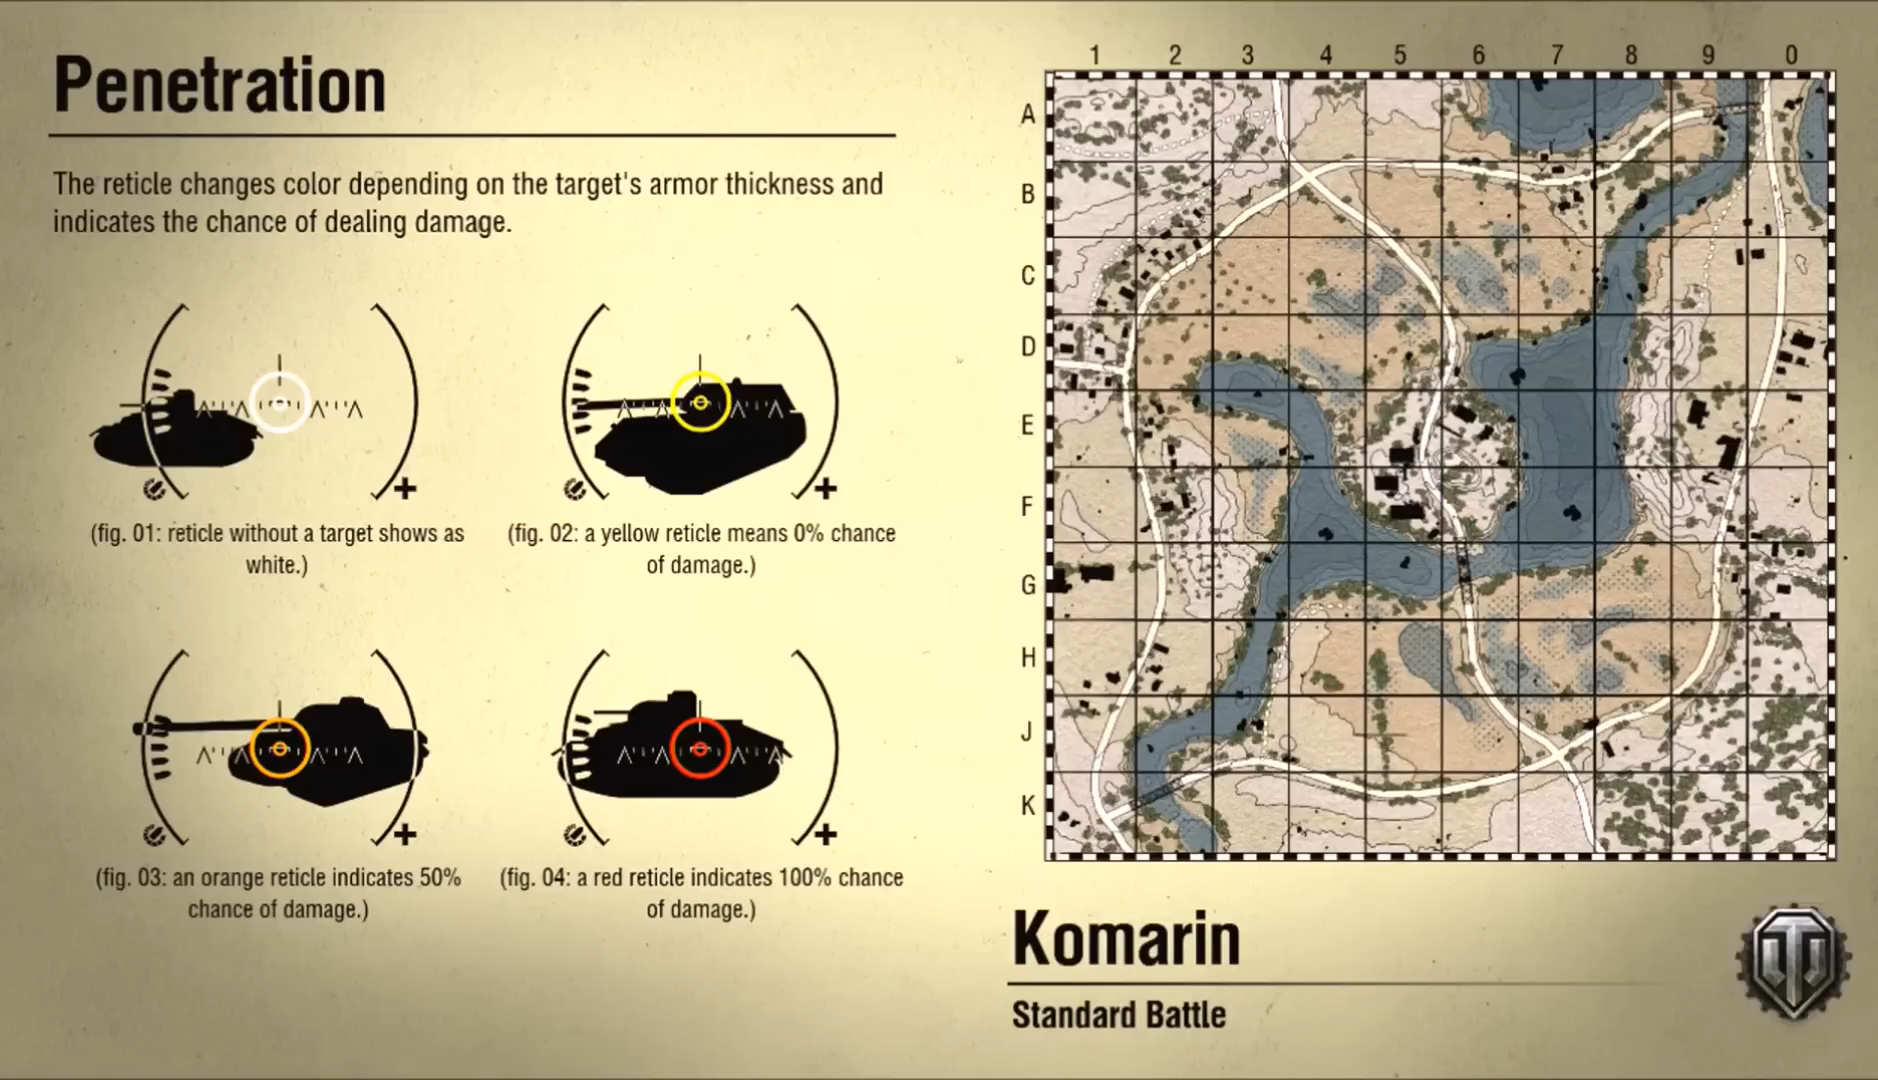 Penetration
The reticle changes color depending on the target's armor thickness and
indicates the chance of dealing damage.
(fig. 01: reticle without a target shows as
white.)
(fig. 02: a yellow reticle means 0% chance
of damage.)
(fig. 03: an orange reticle indicates 50%
chance of damage.)
(fig. 04: a red reticle indicates 100% chance
of damage.)
1 2 3 4 5 6 7 8 9 0
A
B
C
D
E
F
G
H
J
K
Komarin
Standard Battle